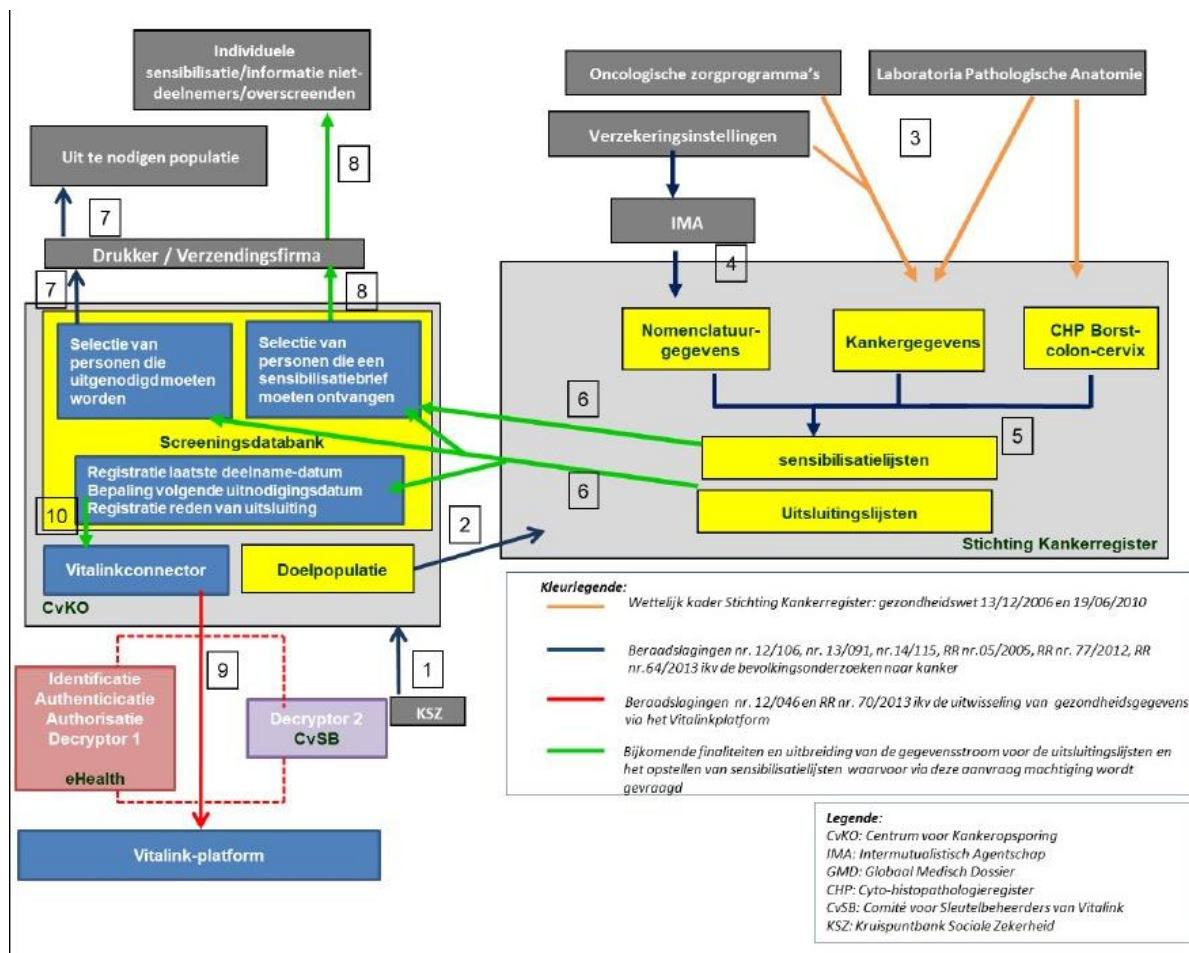 Individuele
sensibilisatie/informatie niet-
deelnemers/overscreenden
Oncologische zorgprogramma's
Laboratoria Pathologische Anatomie
Verzekeringsinstellingen
3
Uit te nodigen populatie
8
7
IMA
Drukker / Verzendingsfirma
4
7
8
Selectie van
personen die
uitgenodigd moeten
worden
Selectie van
personen die een
sensibilisatiebrief
moeten ontvangen
Screeningsdatabank
Registratie laatste deelname-datum
Bepaling volgende uitnodigingsdatum
Registratie reden van uitsluiting
10
Vitalinkconnector
Doelpopulatie
CvKO
2
Nomenclatuur-
gegevens
Kankergegevens
CHP Borst-
colon-cervix
6
5
sensibilisatielijsten
6
Uitsluitingslijsten
Stichting Kankerregister
1
KSZ
9
Identificatie
Authenticicatie
Authorisatie
Decryptor 1
eHealth
Decryptor 2
CvSB
Vitalink-platform
Kleurlegende:
Wettelijk kader Stichting Kankerregister: gezondheidswet 13/12/2006 en 19/06/2010
Beraadslagingen nr. 12/106, nr. 13/091, nr.14/115, RR nr.05/2005, RR nr. 77/2012, RR
nr.64/2013 ikv de bevolkingsonderzoeken naar kanker
Beraadslagingen nr. 12/046 en RR nr. 70/2013 ikv de uitwisseling van gezondheidsgegevens
via het Vitalinkplatform
Bijkomende finaliteiten en uitbreiding van de gegevensstroom voor de uitsluitingslijsten en
het opstellen van sensibilisatielijsten waarvoor via deze aanvraag machtiging wordt
gevraagd
Legende:
CvKO: Centrum voor Kankeropsporing
IMA: Intermutualistisch Agentschap
GMD: Globaal Medisch Dossier
CHP: Cyto-histopathologieregister
CvSB: Comité voor Sleutelbeheerders van Vitalink
KSZ: Kruispuntbank Sociale Zekerheid